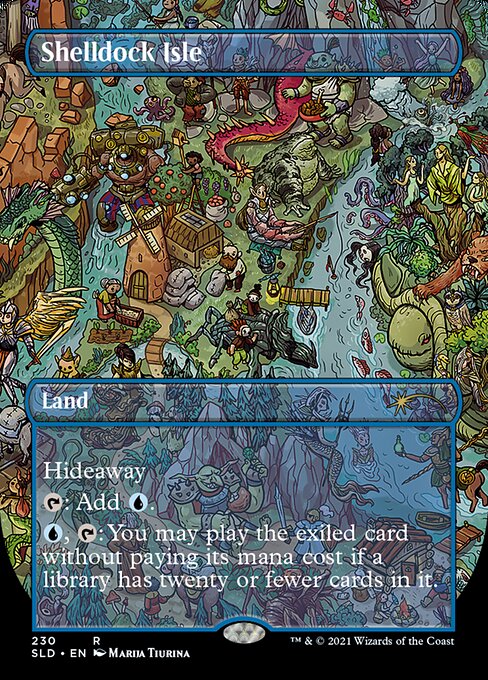 Shelldock Isle
Land
Hideaway
: Add .
, : You may play the exiled card
without paying its mana cost if a
library has twenty or fewer cards in it.
230 R
SLD • EN Marija Tiurina
™ & © 2021 Wizards of the Coast